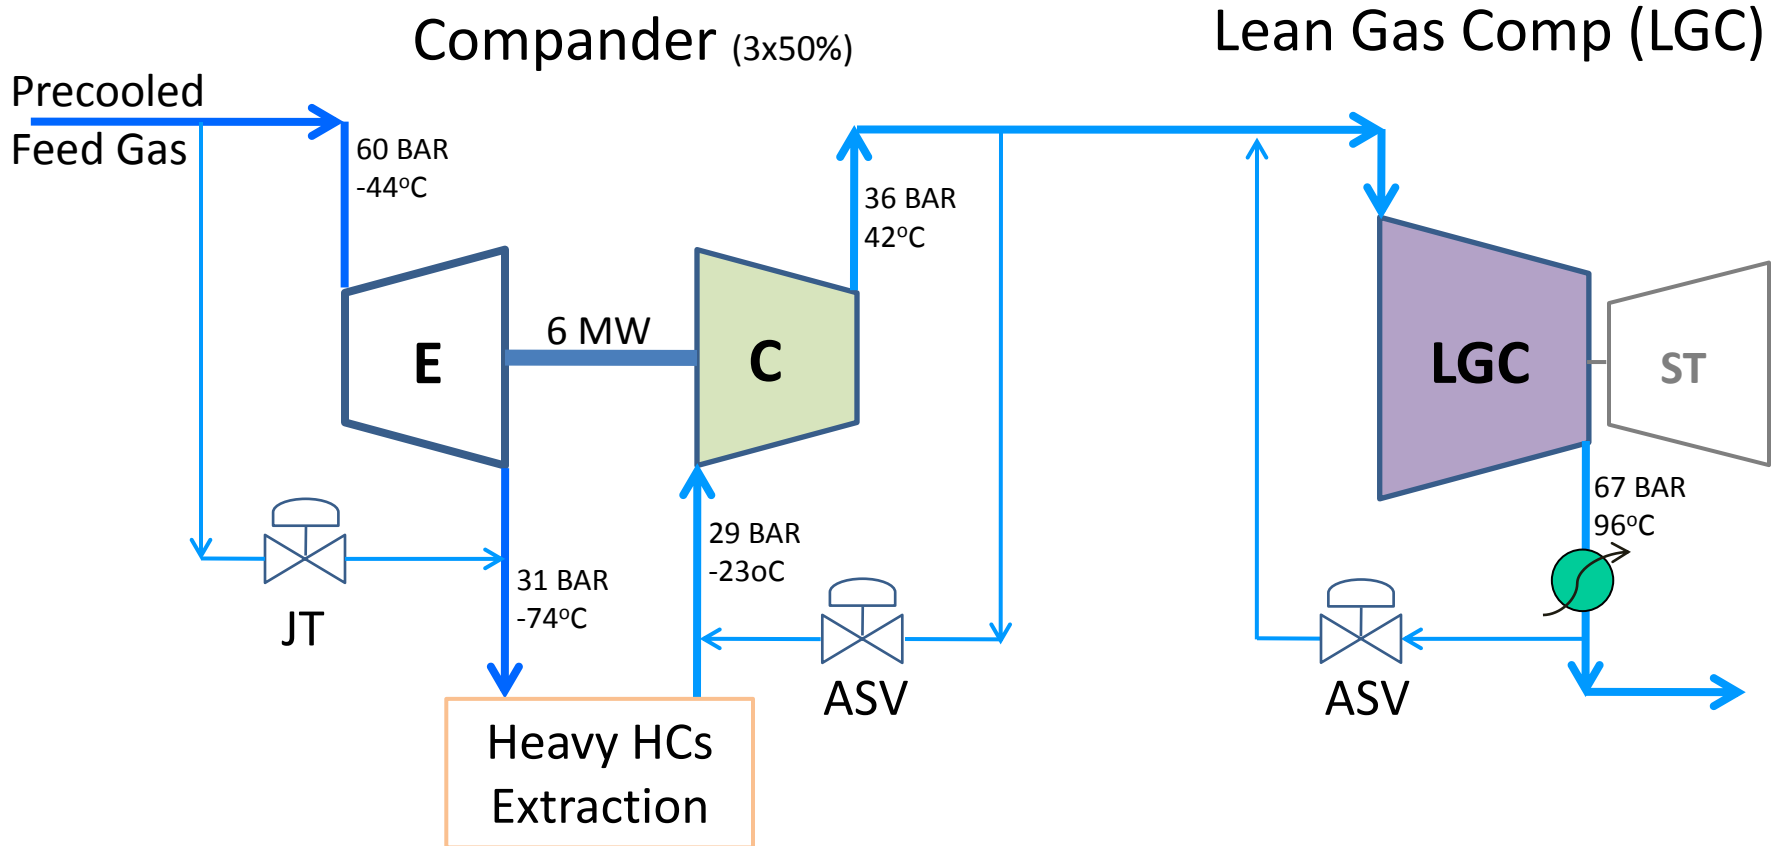 Compander (3x50%)
Lean Gas Comp (LGC)
Precooled
Feed Gas
60 BAR
-44°C
36 BAR
42°C
E
6 MW
C
LGC
ST
67 BAR
96°C
29 BAR
-23oC
31 BAR
-74°C
JT
ASV
ASV
Heavy HCs
Extraction